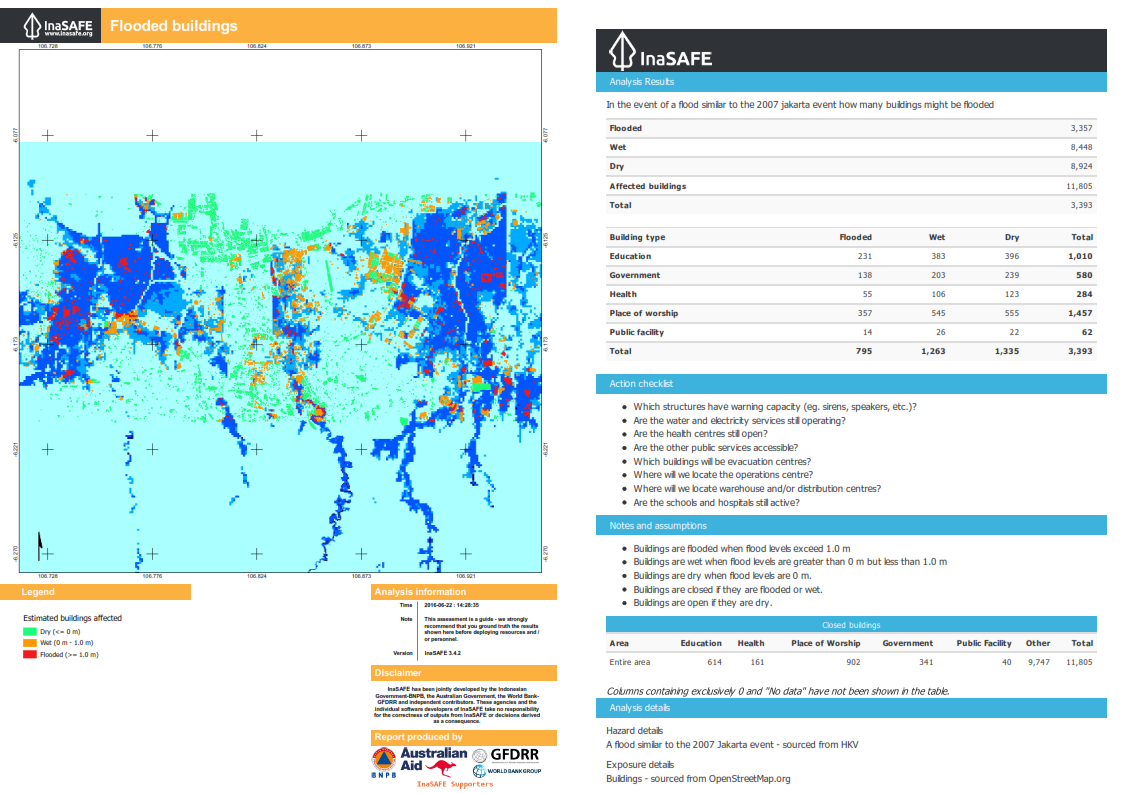 InaSAFE
www.inasafe.org
Flooded buildings
106.728 106.776 106.824 106.873 106.921
-6.077 -6.077
-6.125 -6.125
-6.173 -6.173
-6.221 -6.221
-6.270 -6.270
106.728 106.776 106.824 106.873 106.921
Legend
Estimated buildings affected
Dry (<= 0 m)
Wet (0 m - 1.0 m)
Flooded (>= 1.0 m)
Analysis information
Time 2016-06-22 : 14:28:35
Note This assessment is a guide - we strongly
recommend that you ground truth the results
shown here before deploying resources and /
or personnel.
Version InaSAFE 3.4.2
Disclaimer
InaSAFE has been jointly developed by the Indonesian
Government-BNPB, the Australian Government, the World Bank-
GFDRR and independent contributors. These agencies and the
individual software developers of InaSAFE take no responsibility
for the correctness of outputs from InaSAFE or decisions derived
as a consequence.
Report produced by
BNPB
Australian
Aid
GFDRR
WORLD BANK GROUP
InaSAFE Supporters
InaSAFE
Analysis Results
In the event of a flood similar to the 2007 jakarta event how many buildings might be flooded
Flooded 3,357
Wet 8,448
Dry 8,924
Affected buildings 11,805
Total 3,393
Building type Flooded Wet Dry Total
Education 231 383 396 1,010
Government 138 203 239 580
Health 55 106 123 284
Place of worship 357 545 555 1,457
Public facility 14 26 22 62
Total 795 1,263 1,335 3,393
Action checklist
● Which structures have warning capacity (eg. sirens, speakers, etc.)?
● Are the water and electricity services still operating?
● Are the health centres still open?
● Are the other public services accessible?
● Which buildings will be evacuation centres?
● Where will we locate the operations centre?
● Where will we locate warehouse and/or distribution centres?
● Are the schools and hospitals still active?
Notes and assumptions
● Buildings are flooded when flood levels exceed 1.0 m
● Buildings are wet when flood levels are greater than 0 m but less than 1.0 m
● Buildings are dry when flood levels are 0 m.
● Buildings are closed if they are flooded or wet.
● Buildings are open if they are dry.
Closed buildings
Area Education Health Place of Worship Government Public Facility Other Total
Entire area 614 161 902 341 40 9,747 11,805
Columns containing exclusively 0 and "No data" have not been shown in the table.
Analysis details
Hazard details
A flood similar to the 2007 Jakarta event - sourced from HKV
Exposure details
Buildings - sourced from OpenStreetMap.org